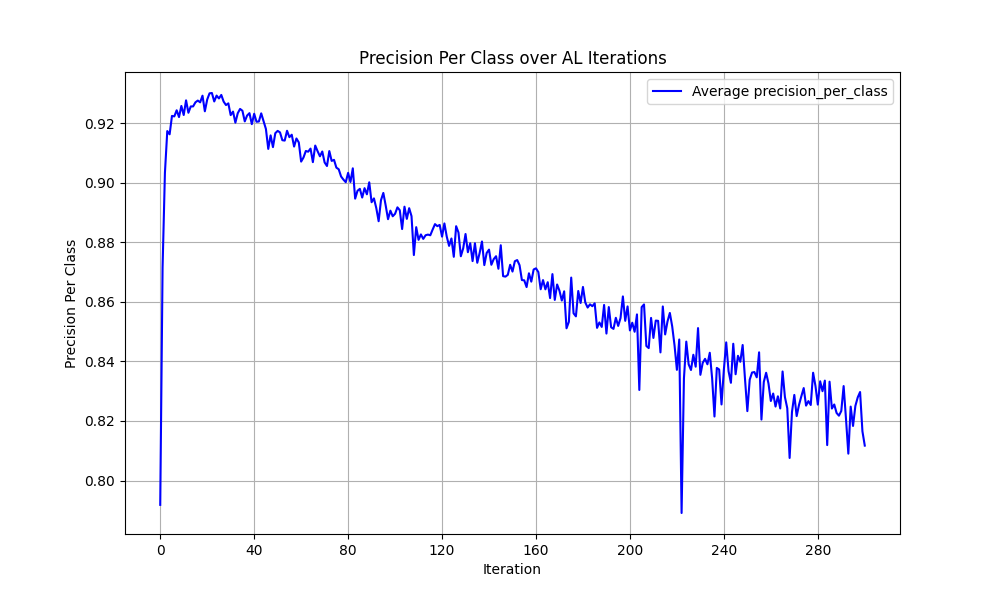 Precision Per Class over AL Iterations
Average precision_per_class
Precision Per Class
0.92
0.90
0.88
0.86
0.84
0.82
0.80
0 40 80 120 160 200 240 280
Iteration